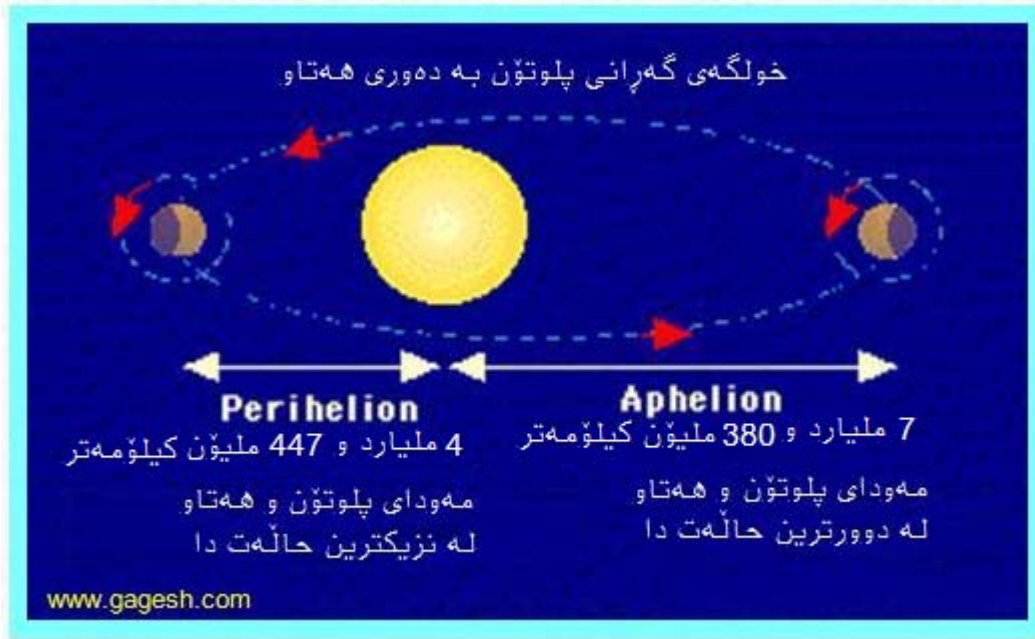 خولگەی گەڕانی پلوتۆن بە دەوری هەتاو
Perihelion
4 ملیارد و 447 ملیۆن کیلۆمەتر
مەودای پلوتۆن و هەتاو
لە نزیکترین حاڵەت دا
Aphelion
7 ملیارد و 380 ملیۆن کیلۆمەتر
مەودای پلوتۆن و هەتاو
لە دوورترین حاڵەت دا
www.gagesh.com